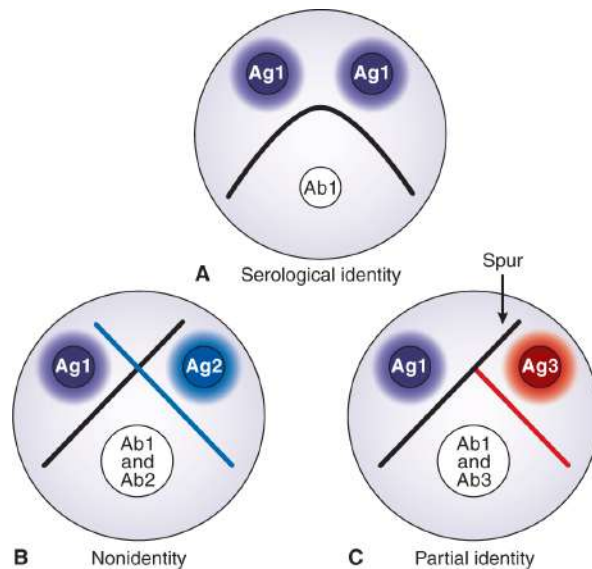 Ag1 Ag1
Ab1
A Serological identity
Spur
Ag1 Ag2
Ab1
and
Ab2
B Nonidentity
Ag1 Ag3
Ab1
and
Ab3
C Partial identity